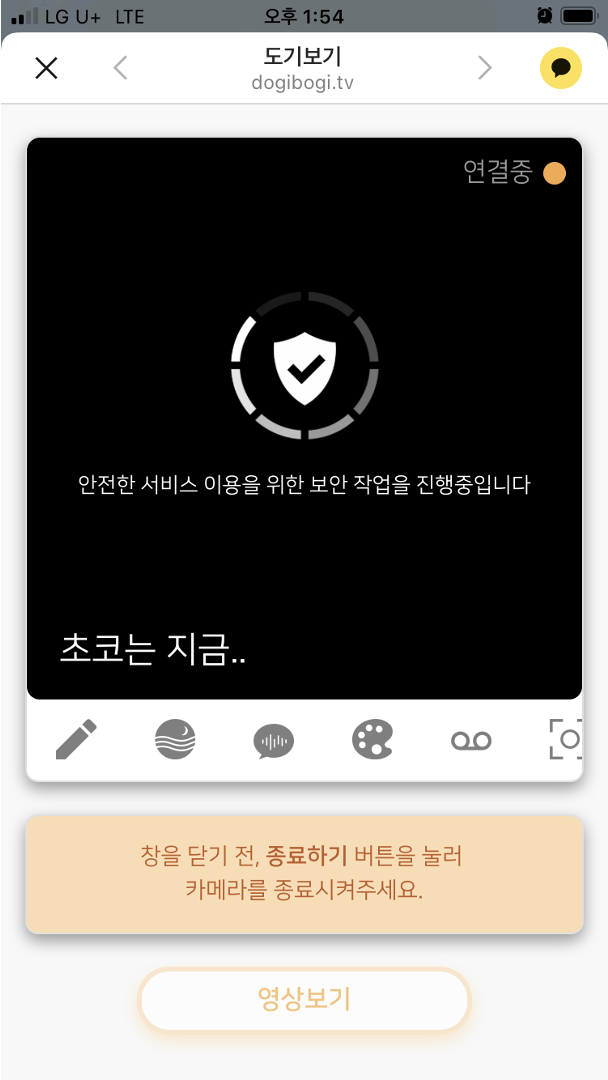 LG U+ LTE 오후 1:54
도기보기
dogibogi.tv
연결중
안전한 서비스 이용을 위한 보안 작업을 진행중입니다
초코는 지금..
창을 닫기 전, 종료하기 버튼을 눌러
카메라를 종료시켜주세요.
영상보기